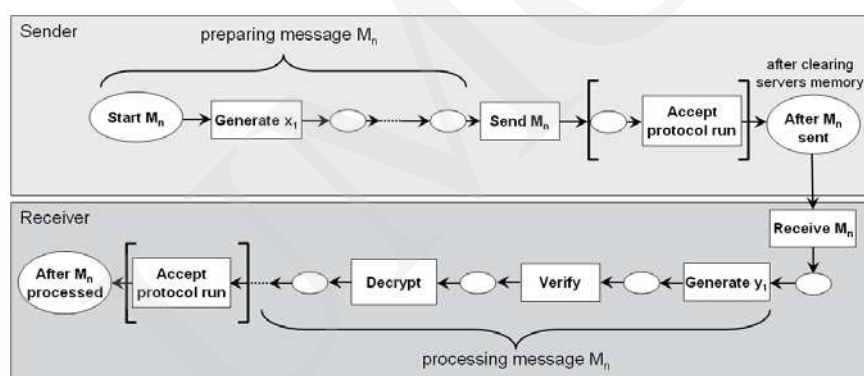 Sender
preparing message Mn
after clearing
servers memory
Start Mn
Generate x1
Send Mn
Accept
protocol run
After Mn
sent
Receiver
Receive Mn
After Mn
processed
Accept
protocol run
Decrypt
Verify
Generate y1
processing message Mn